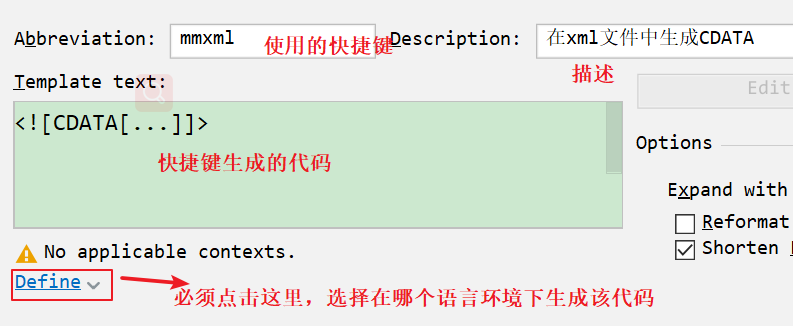 Abbreviation: mmxml 使用的快捷键 Description: 在xml文件中生成CDATA
描述
Template text:
Edit
<![CDATA[...]]>
快捷键生成的代码
Options
Expand with
Reformat
Shorten
No applicable contexts.
Define
必须点击这里，选择在哪个语言环境下生成该代码